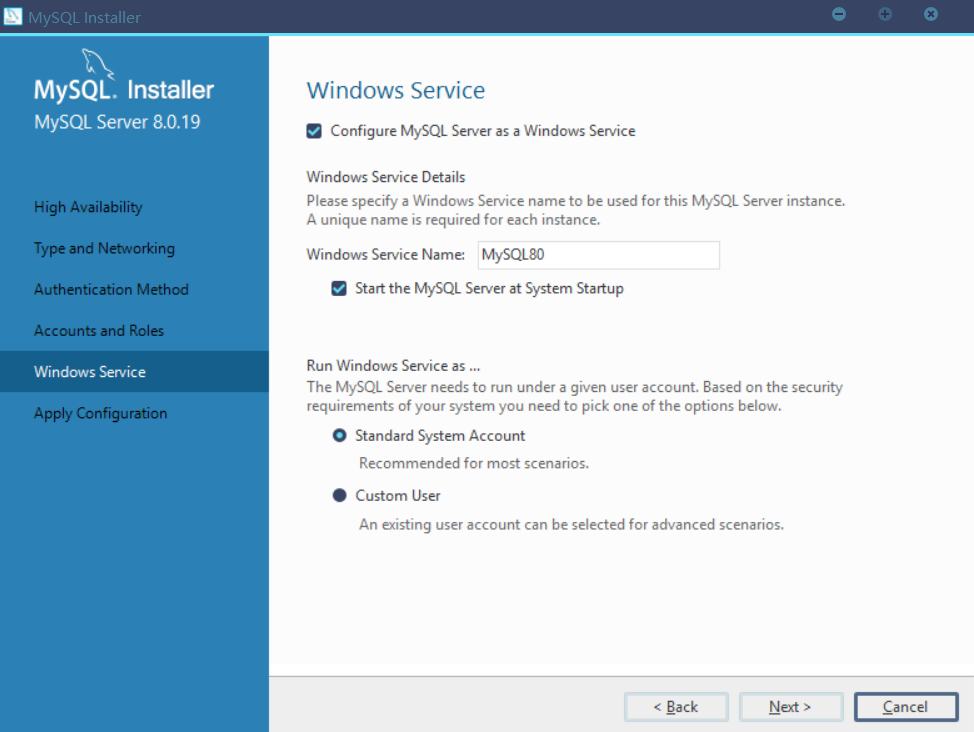 MySQL Installer
MySQL. Installer
MySQL Server 8.0.19
High Availability
Type and Networking
Authentication Method
Accounts and Roles
Windows Service
Apply Configuration
Windows Service
Configure MySQL Server as a Windows Service
Windows Service Details
Please specify a Windows Service name to be used for this MySQL Server instance.
A unique name is required for each instance.
Windows Service Name: MySQL80
Start the MySQL Server at System Startup
Run Windows Service as ...
The MySQL Server needs to run under a given user account. Based on the security
requirements of your system you need to pick one of the options below.
Standard System Account
Recommended for most scenarios.
Custom User
An existing user account can be selected for advanced scenarios.
< Back Next > Cancel